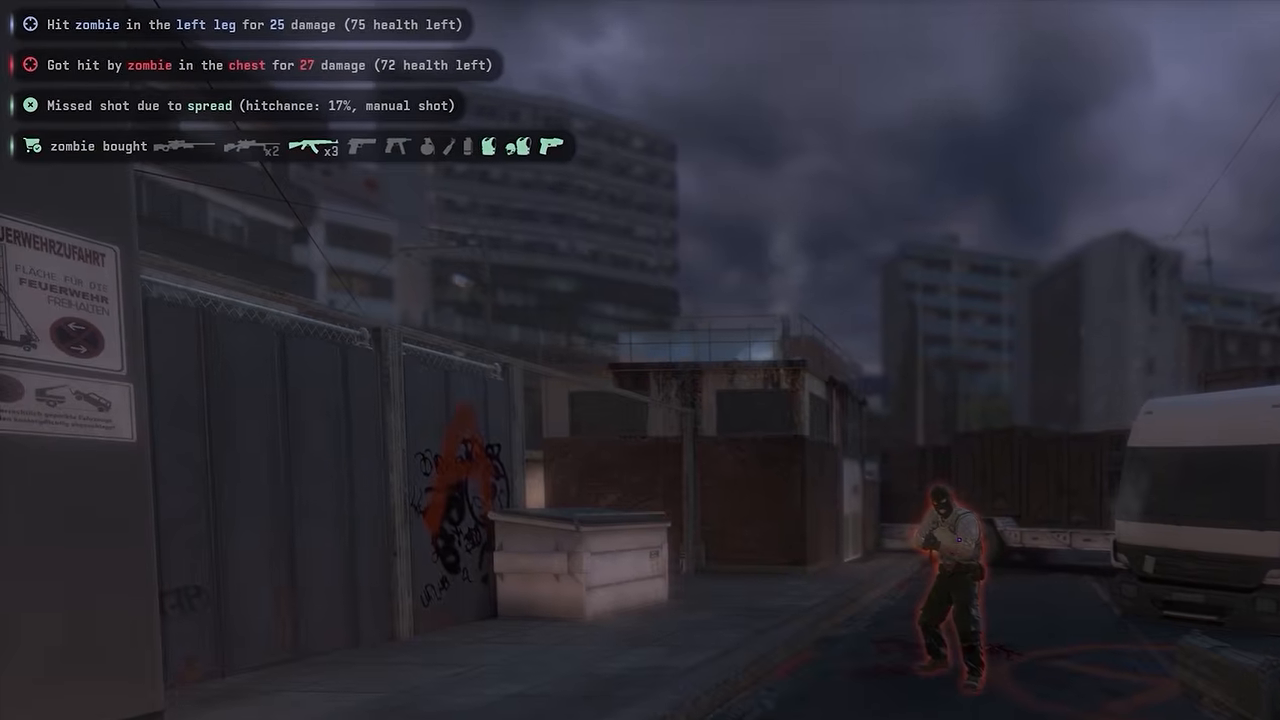 Hit zombie in the left leg for 25 damage (75 health left)
Got hit by zombie in the chest for 27 damage (72 health left)
Missed shot due to spread (hitchance: 17%, manual shot)
zombie bought x2 x3
UERWEHRZUFAHRT
FLÄCHE FÜR DIE
FEUERWEHR
FREIHALTEN